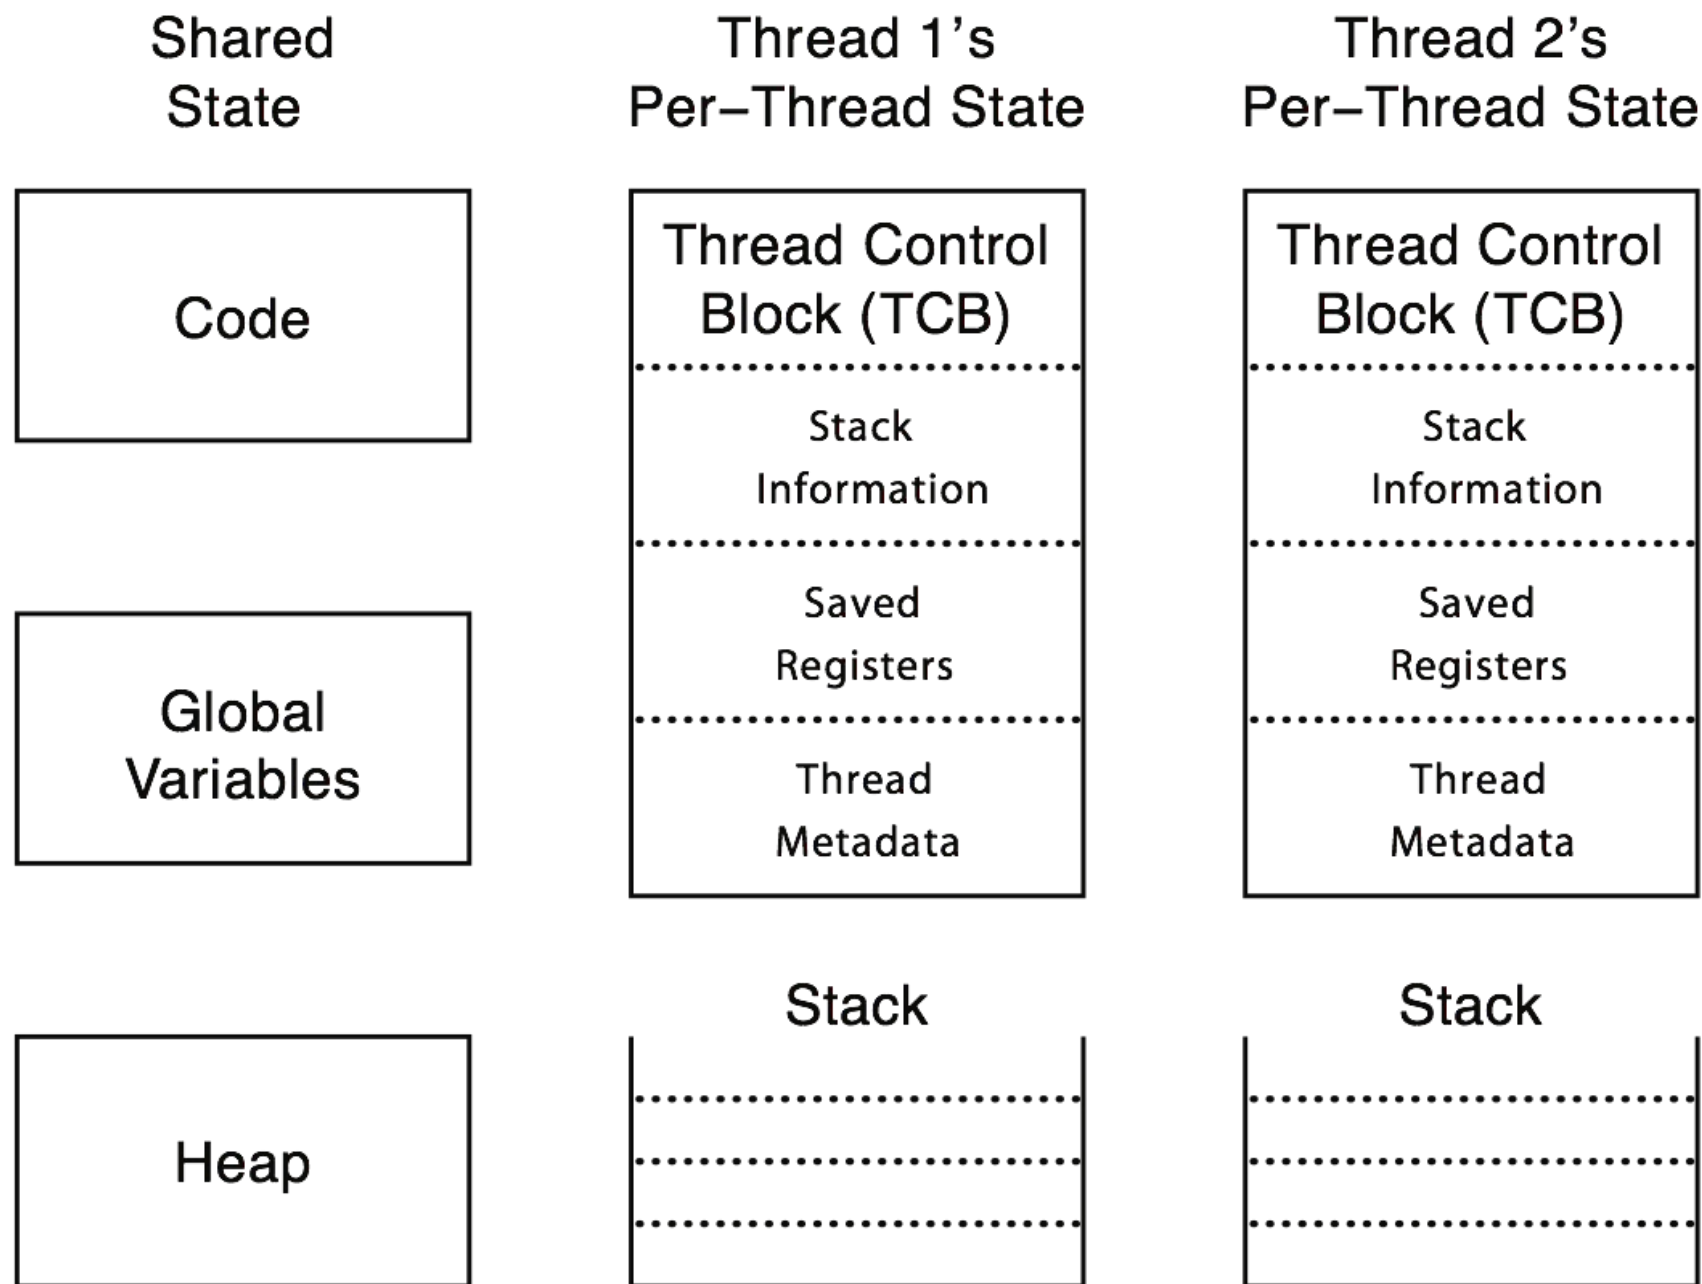 Shared
State
Thread 1’s
Per–Thread State
Thread 2’s
Per–Thread State
Code
Global
Variables
Heap
Thread Control
Block (TCB)
Stack
Information
Saved
Registers
Thread
Metadata
Stack
Thread Control
Block (TCB)
Stack
Information
Saved
Registers
Thread
Metadata
Stack